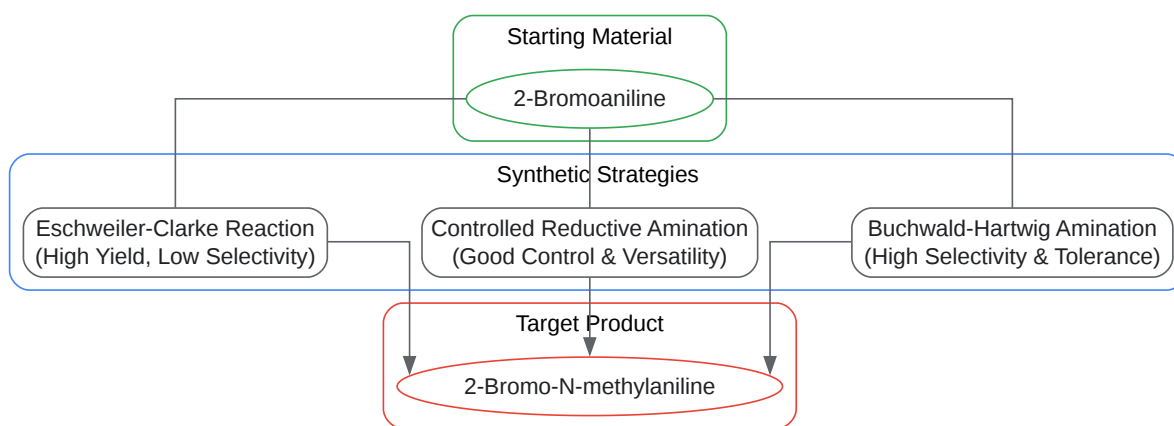 Starting Material
2-Bromoaniline
Synthetic Strategies
Eschweiler-Clarke Reaction
(High Yield, Low Selectivity)
Controlled Reductive Amination
(Good Control & Versatility)
Buchwald-Hartwig Amination
(High Selectivity & Tolerance)
Target Product
2-Bromo-N-methylaniline